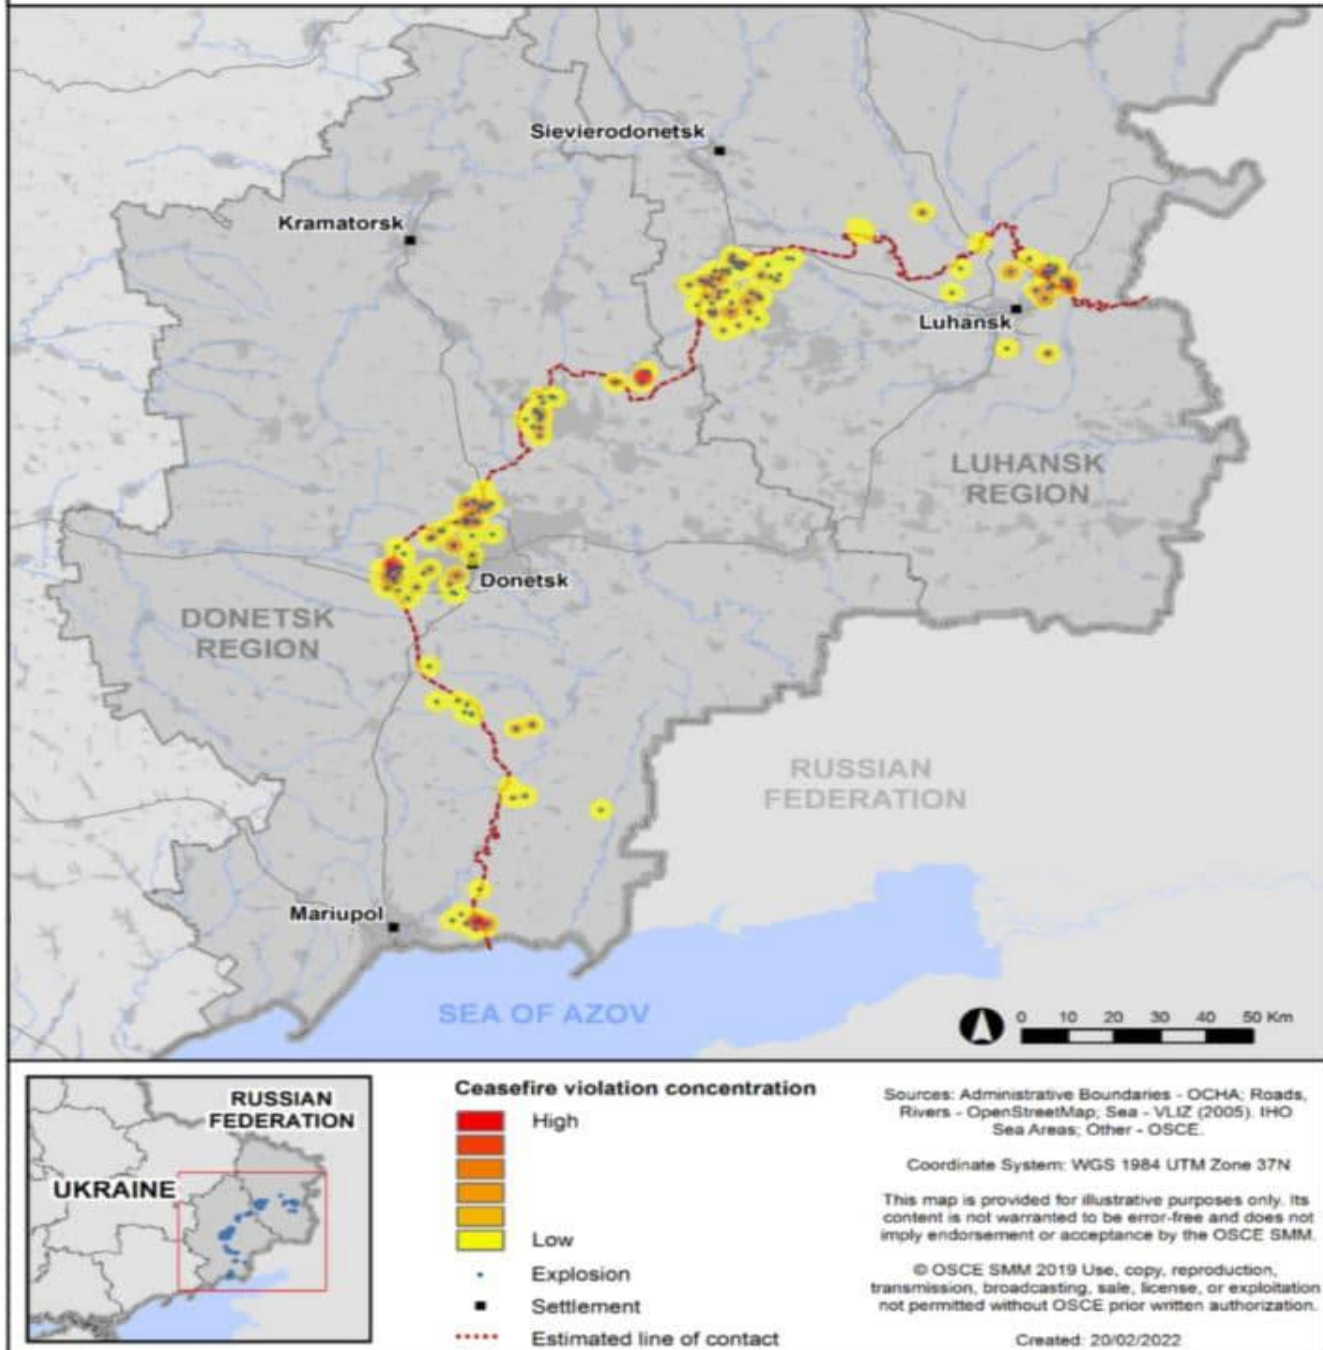 Sievierodonetsk
Kramatorsk
Luhansk
LUHANSK
REGION
Donetsk
DONETSK
REGION
RUSSIAN
FEDERATION
Mariupol
SEA OF AZOV
0 10 20 30 40 50 Km
RUSSIAN
FEDERATION
UKRAINE
Ceasefire violation concentration
High
Low
Explosion
Settlement
Estimated line of contact
Sources: Administrative Boundaries - OCHA; Roads,
Rivers - OpenStreetMap; Sea - VLIZ (2005). IHO
Sea Areas; Other - OSCE.
Coordinate System: WGS 1984 UTM Zone 37N
This map is provided for illustrative purposes only. Its
content is not warranted to be error-free and does not
imply endorsement or acceptance by the OSCE SMM.
© OSCE SMM 2019 Use, copy, reproduction,
transmission, broadcasting, sale, license, or exploitation
not permitted without OSCE prior written authorization.
Created: 20/02/2022